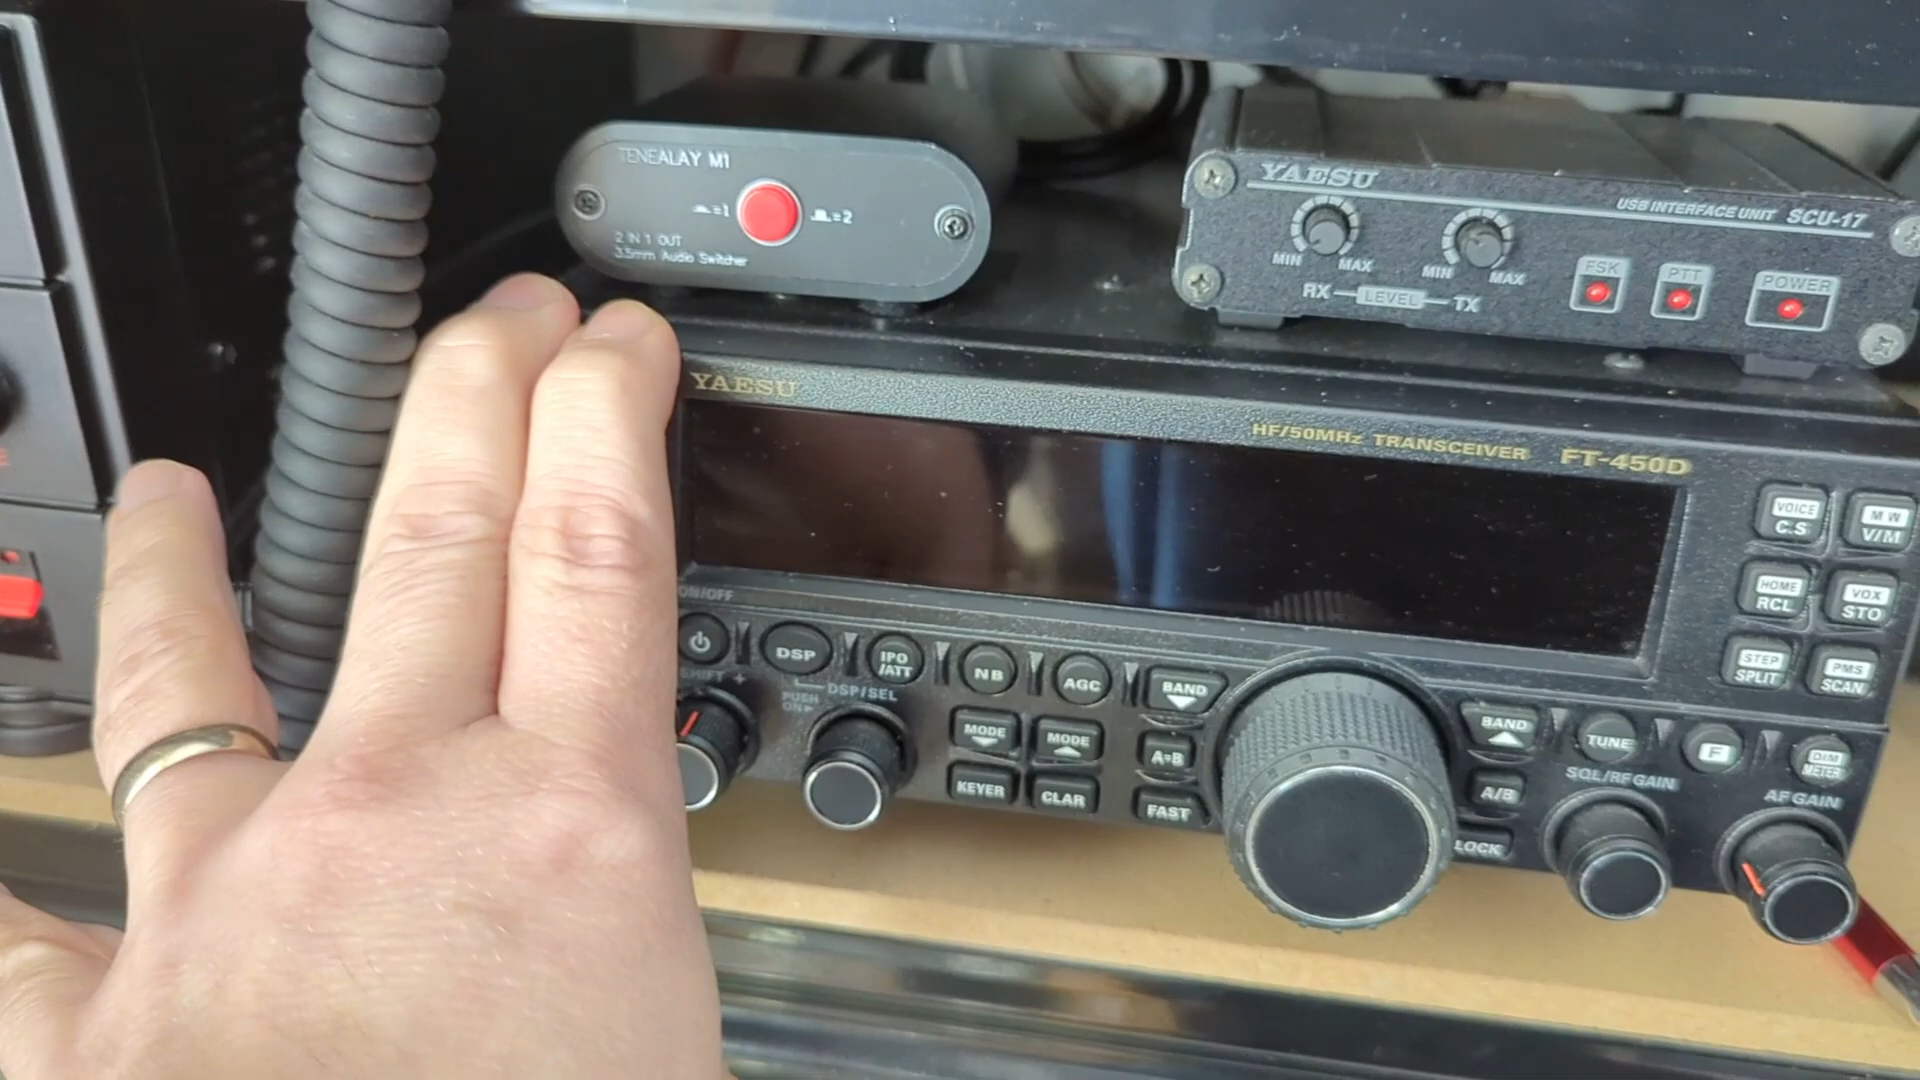 TENEALAY M1
=1
=2
2 IN 1 OUT
3.5mm Audio Switcher
YAESU
USB INTERFACE UNIT SCU-17
MIN MAX
MIN MAX
RX LEVEL TX
FSK
PTT
POWER
YAESU
HF/50MHz TRANSCEIVER FT-450D
VOICE
C.S
M W
V/M
HOME
RCL
VOX
STO
STEP
SPLIT
PMS
SCAN
ON/OFF
DSP
IPO
/ATT
NB
AGC
BAND
SHIFT +
DSP/SEL
PUSH
ON
MODE
MODE
A=B
KEYER
CLAR
FAST
BAND
TUNE
F
DIM
METER
A/B
LOCK
SQL/RF GAIN
AF GAIN